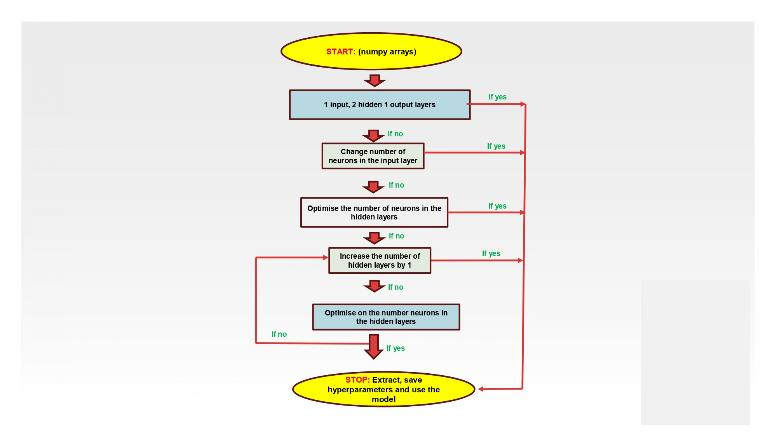 START: (numpy arrays)
1 input, 2 hidden 1 output layers
If yes
If no
Change number of
neurons in the input layer
If yes
If no
Optimise the number of neurons in the
hidden layers
If yes
If no
Increase the number of
hidden layers by 1
If yes
If no
Optimise on the number neurons in
the hidden layers
If no
If yes
STOP: Extract, save
hyperparameters and use the
model